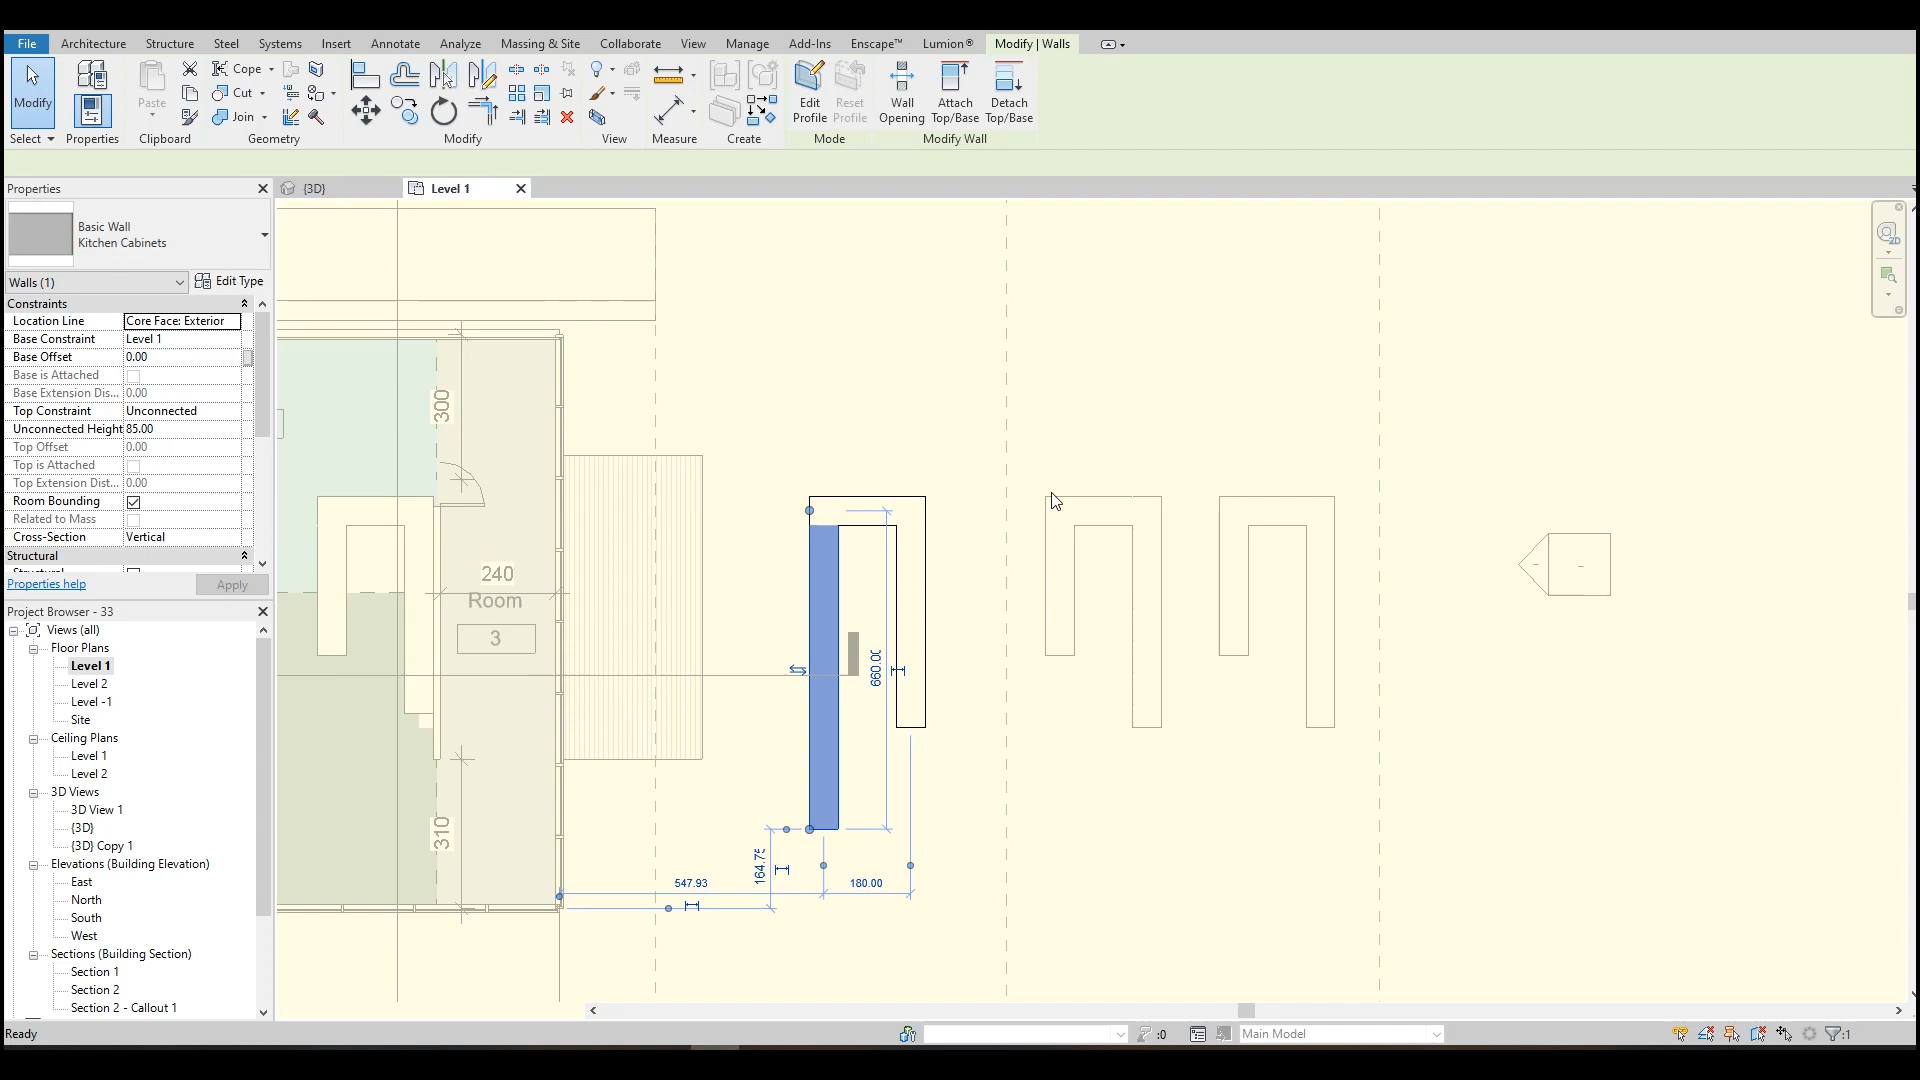 File Architecture Structure Steel Systems Insert Annotate Analyze Massing & Site Collaborate View Manage Add-Ins Enscape™ Lumion® Modify | Walls
Modify Paste Cope Cut Join Edit Profile Reset Profile Wall Opening Attach Top/Base Detach Top/Base
Select Properties Clipboard Geometry Modify View Measure Create Mode Modify Wall
Properties
{3D}
Level 1
Basic Wall
Kitchen Cabinets
Walls (1) Edit Type
Constraints
Location Line Core Face: Exterior
Base Constraint Level 1
Base Offset 0.00
Base is Attached
Base Extension Dis... 0.00
Top Constraint Unconnected
Unconnected Height 85.00
Top Offset 0.00
Top is Attached
Top Extension Dist... 0.00
Room Bounding
Related to Mass
Cross-Section Vertical
Structural
Properties help Apply
Project Browser - 33
Views (all)
Floor Plans
Level 1
Level 2
Level -1
Site
Ceiling Plans
Level 1
Level 2
3D Views
3D View 1
{3D}
{3D} Copy 1
Elevations (Building Elevation)
East
North
South
West
Sections (Building Section)
Section 1
Section 2
Section 2 - Callout 1
300
240
Room
3
310
660.00
164.75
547.93
180.00
2D
Ready
:0
Main Model
:1